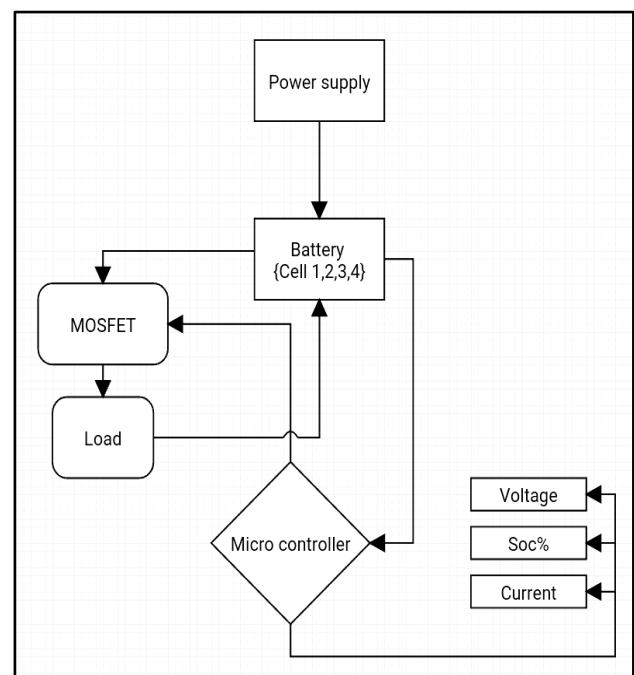 Power supply
Battery
{Cell 1,2,3,4}
MOSFET
Load
Micro controller
Voltage
Soc%
Current